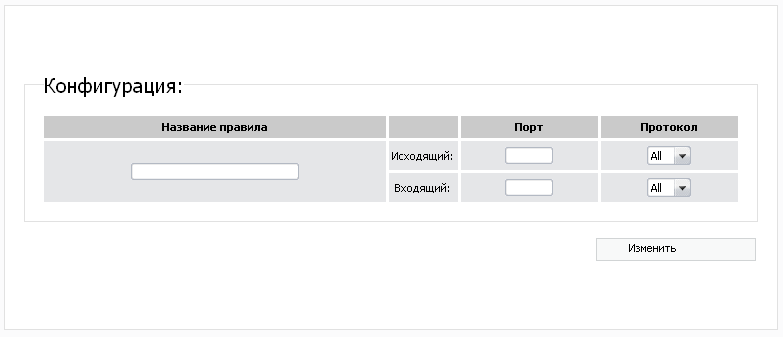 Конфигурация:
Название правила Порт Протокол
Исходящий: All
Входящий: All
Изменить